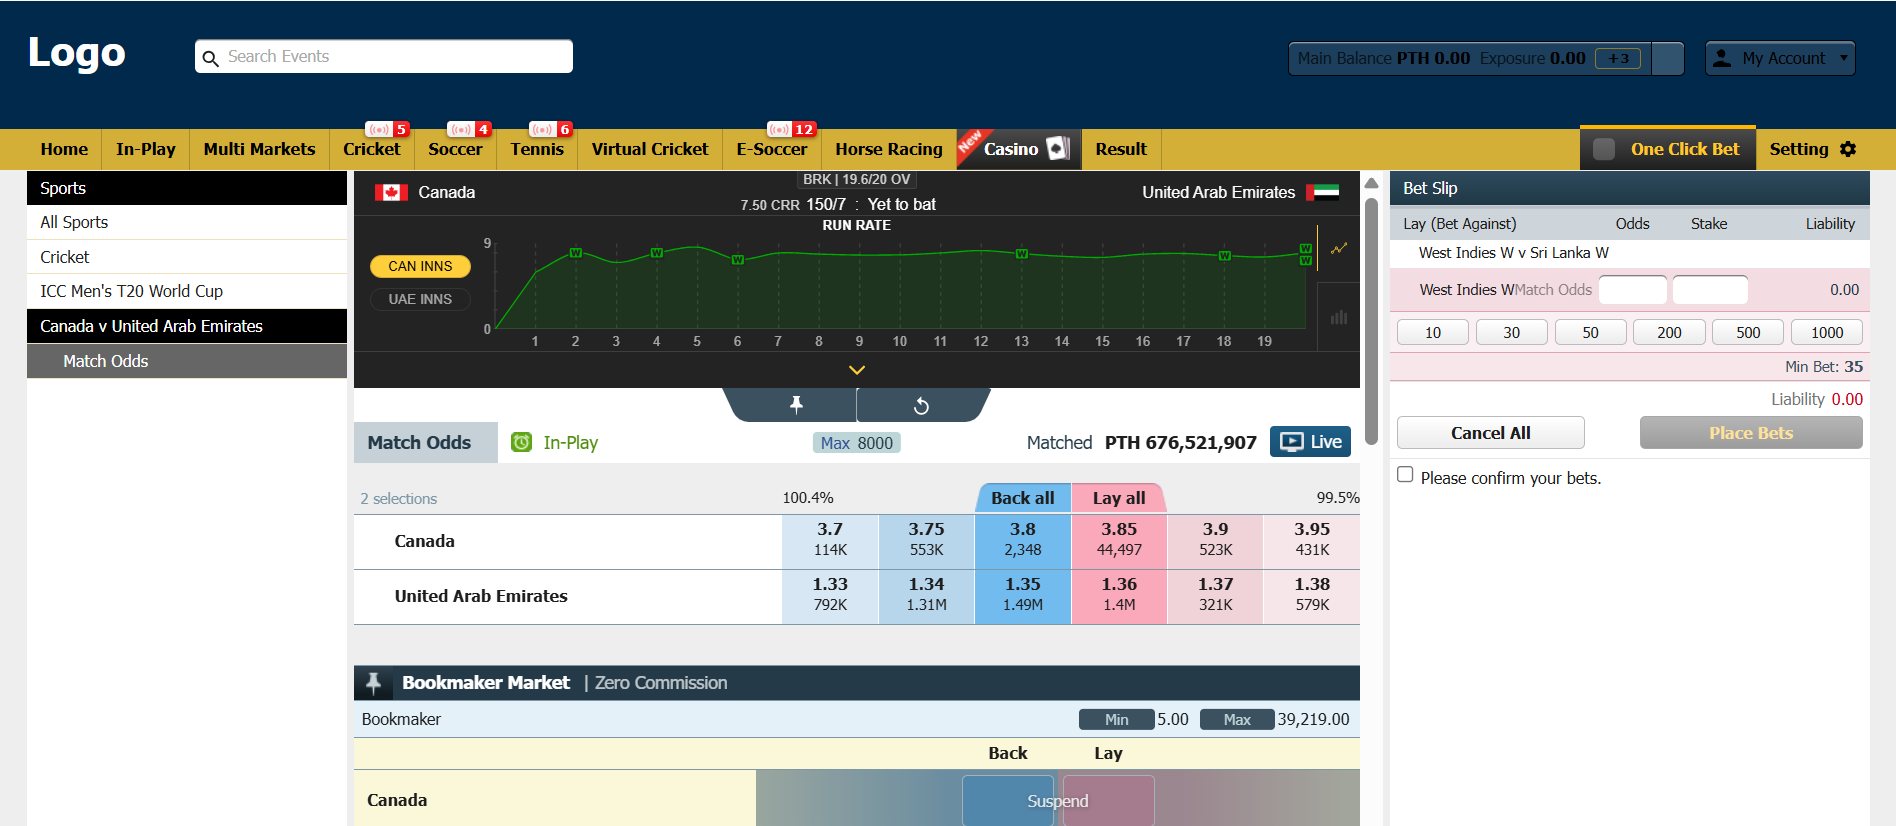 Logo
Search Events
Main Balance PTH 0.00 Exposure 0.00 +3
My Account
5 4 6 12
Home In-Play Multi Markets Cricket Soccer Tennis Virtual Cricket E-Soccer Horse Racing New Casino Result One Click Bet Setting
Sports
All Sports
Cricket
ICC Men's T20 World Cup
Canada v United Arab Emirates
Match Odds
BRK | 19.6/20 OV
Canada
United Arab Emirates
7.50 CRR 150/7 : Yet to bat
RUN RATE
9
CAN INNS
UAE INNS
W W W W W W W
0
1 2 3 4 5 6 7 8 9 10 11 12 13 14 15 16 17 18 19
Match Odds In-Play Max 8000 Matched PTH 676,521,907 Live
2 selections 100.4% Back all Lay all 99.5%
Canada 3.7 3.75 3.8 3.85 3.9 3.95
114K 553K 2,348 44,497 523K 431K
United Arab Emirates 1.33 1.34 1.35 1.36 1.37 1.38
792K 1.31M 1.49M 1.4M 321K 579K
Bookmaker Market | Zero Commission
Bookmaker Min 5.00 Max 39,219.00
Back Lay
Canada Suspend
Bet Slip
Lay (Bet Against) Odds Stake Liability
West Indies W v Sri Lanka W
West Indies WMatch Odds 0.00
10 30 50 200 500 1000
Min Bet: 35
Liability 0.00
Cancel All Place Bets
Please confirm your bets.